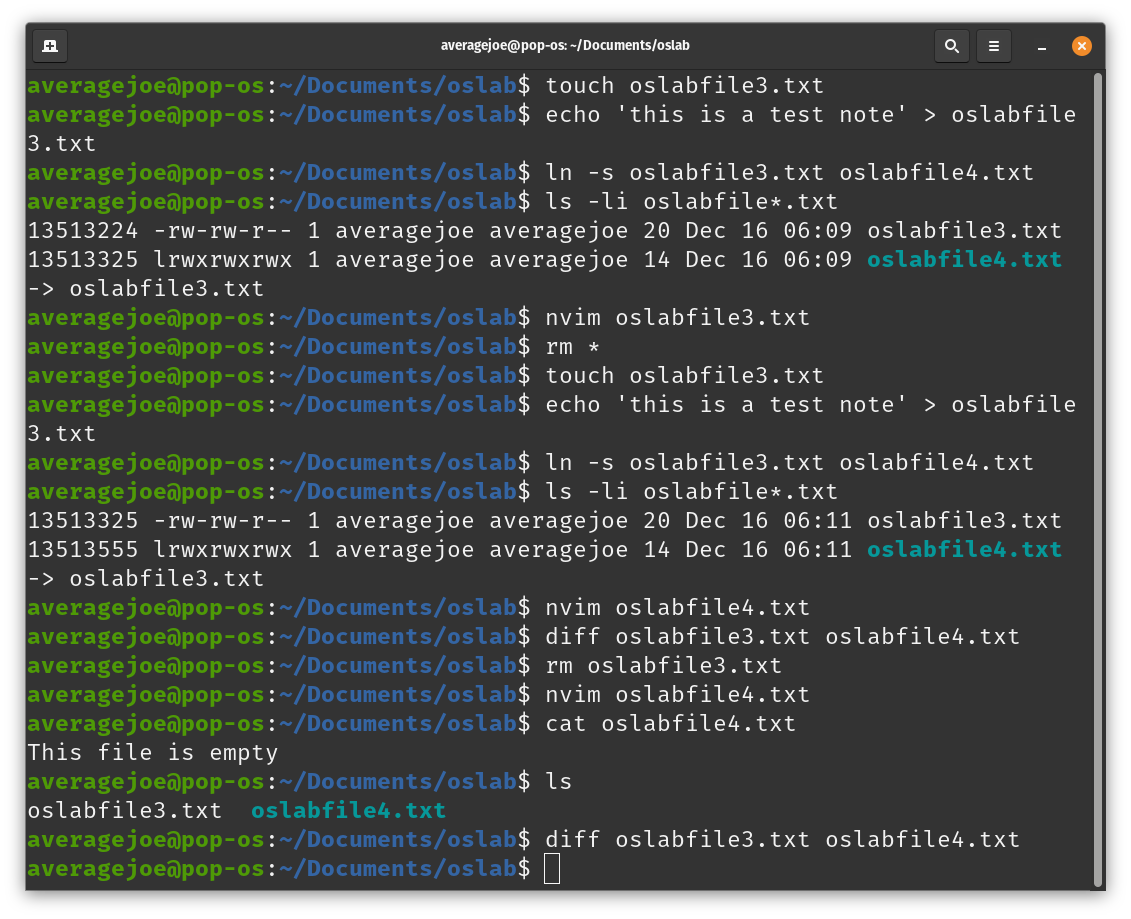 averagejoe@pop-os: ~/Documents/oslab
averagejoe@pop-os:~/Documents/oslab$ touch oslabfile3.txt
averagejoe@pop-os:~/Documents/oslab$ echo 'this is a test note' > oslabfile
3.txt
averagejoe@pop-os:~/Documents/oslab$ ln -s oslabfile3.txt oslabfile4.txt
averagejoe@pop-os:~/Documents/oslab$ ls -li oslabfile*.txt
13513224 -rw-rw-r-- 1 averagejoe averagejoe 20 Dec 16 06:09 oslabfile3.txt
13513325 lrwxrwxrwx 1 averagejoe averagejoe 14 Dec 16 06:09 oslabfile4.txt
-> oslabfile3.txt
averagejoe@pop-os:~/Documents/oslab$ nvim oslabfile3.txt
averagejoe@pop-os:~/Documents/oslab$ rm *
averagejoe@pop-os:~/Documents/oslab$ touch oslabfile3.txt
averagejoe@pop-os:~/Documents/oslab$ echo 'this is a test note' > oslabfile
3.txt
averagejoe@pop-os:~/Documents/oslab$ ln -s oslabfile3.txt oslabfile4.txt
averagejoe@pop-os:~/Documents/oslab$ ls -li oslabfile*.txt
13513325 -rw-rw-r-- 1 averagejoe averagejoe 20 Dec 16 06:11 oslabfile3.txt
13513555 lrwxrwxrwx 1 averagejoe averagejoe 14 Dec 16 06:11 oslabfile4.txt
-> oslabfile3.txt
averagejoe@pop-os:~/Documents/oslab$ nvim oslabfile4.txt
averagejoe@pop-os:~/Documents/oslab$ diff oslabfile3.txt oslabfile4.txt
averagejoe@pop-os:~/Documents/oslab$ rm oslabfile3.txt
averagejoe@pop-os:~/Documents/oslab$ nvim oslabfile4.txt
averagejoe@pop-os:~/Documents/oslab$ cat oslabfile4.txt
This file is empty
averagejoe@pop-os:~/Documents/oslab$ ls
oslabfile3.txt  oslabfile4.txt
averagejoe@pop-os:~/Documents/oslab$ diff oslabfile3.txt oslabfile4.txt
averagejoe@pop-os:~/Documents/oslab$